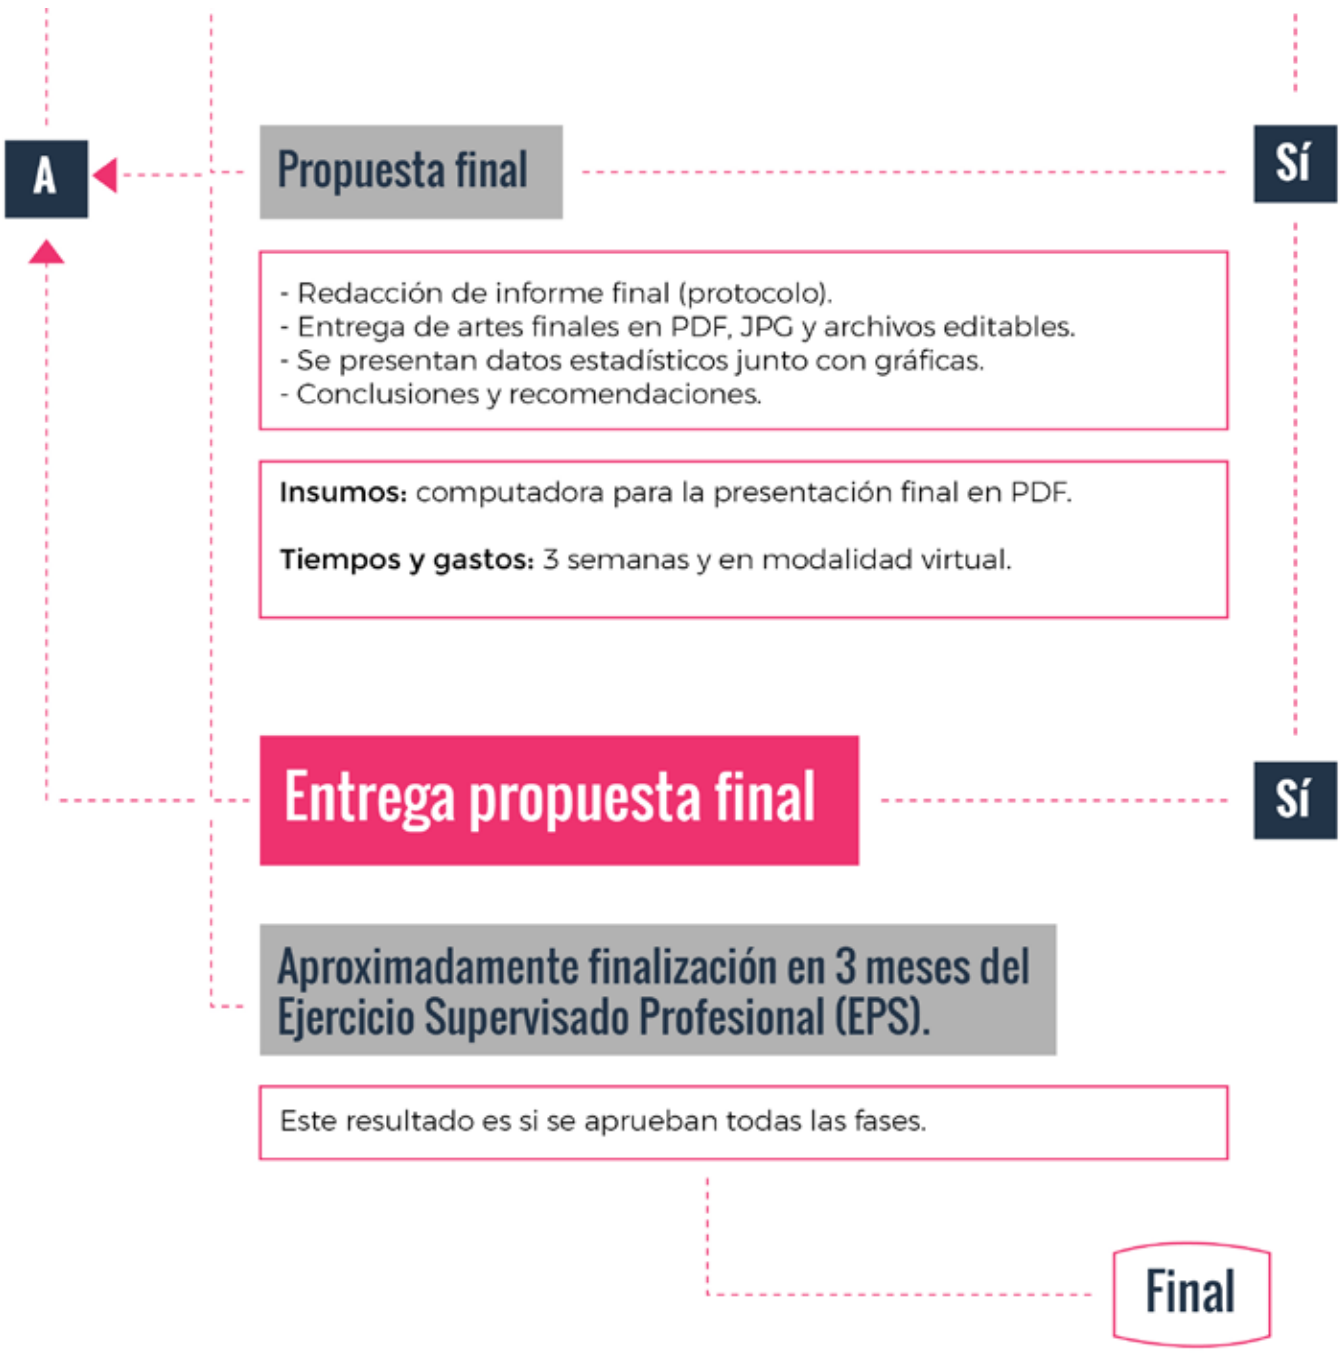 A
Propuesta final
Sí
- Redacción de informe final (protocolo).
- Entrega de artes finales en PDF, JPG y archivos editables.
- Se presentan datos estadísticos junto con gráficas.
- Conclusiones y recomendaciones.
Insumos: computadora para la presentación final en PDF.
Tiempos y gastos: 3 semanas y en modalidad virtual.
Entrega propuesta final
Sí
Aproximadamente finalización en 3 meses del
Ejercicio Supervisado Profesional (EPS).
Este resultado es si se aprueban todas las fases.
Final